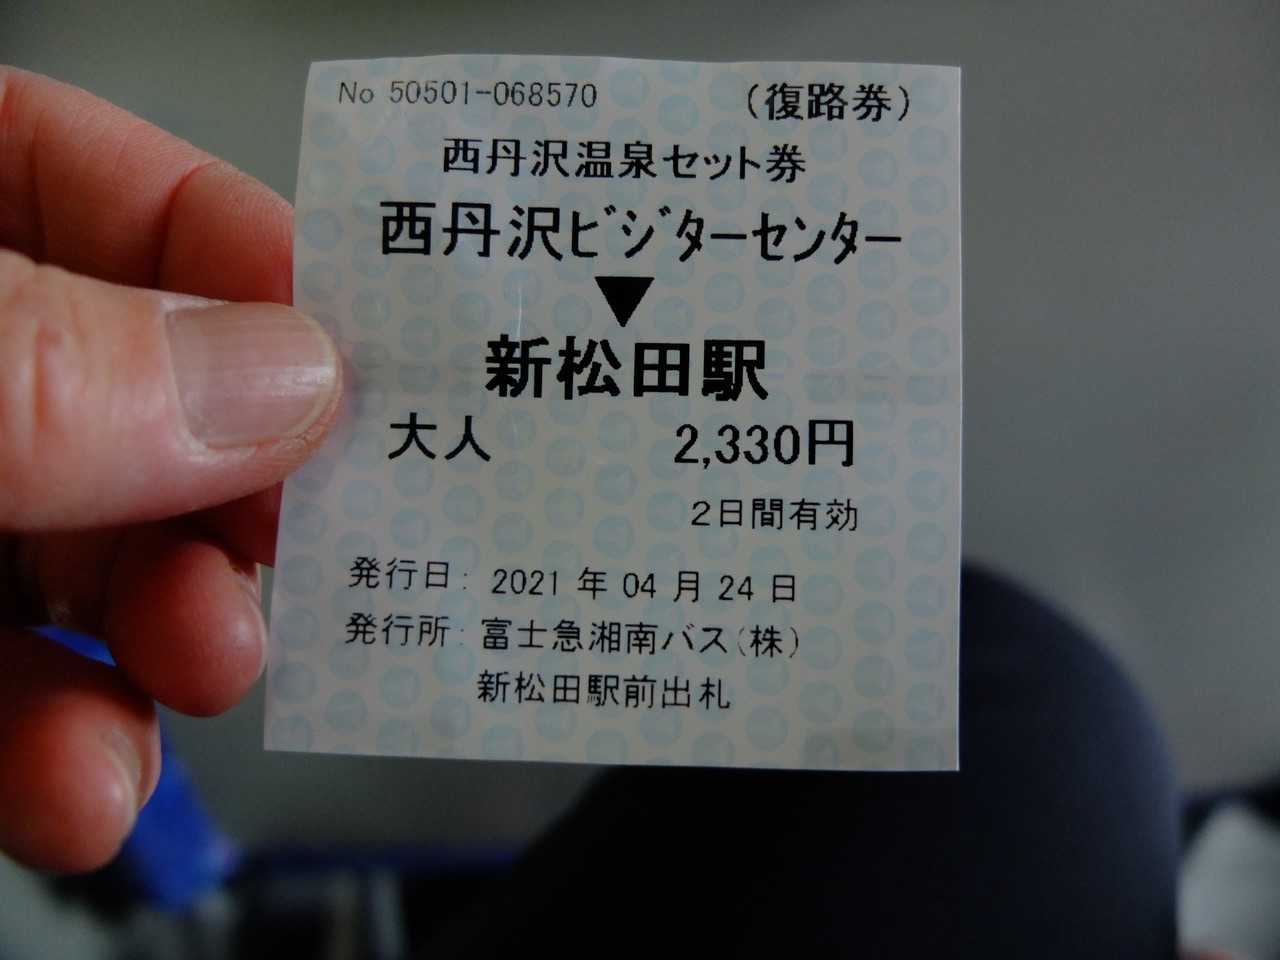 No 50501-068570 (復路券)
西丹沢温泉セット券
西丹沢ビジターセンター
▼
新松田駅
大人 2,330円
2日間有効
発行日: 2021 年 04 月 24 日
発行所: 富士急湘南バス(株)
新松田駅前出札